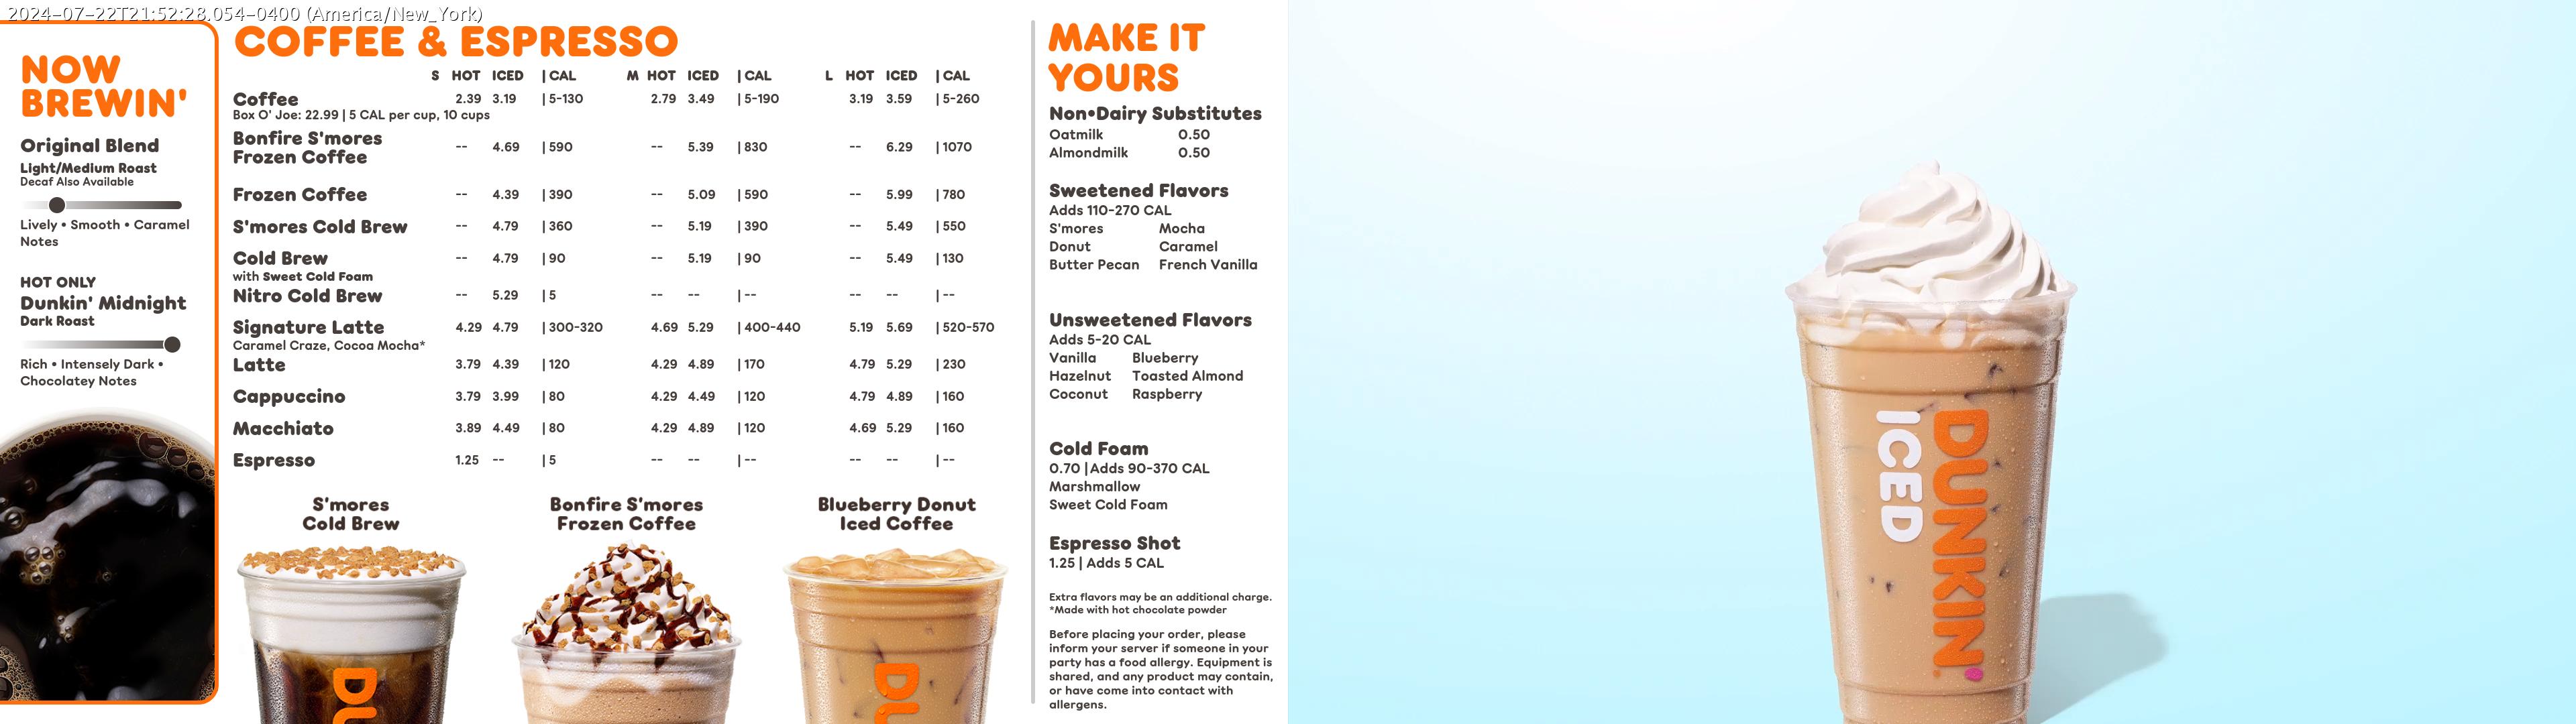 2024-07-22T21:52:28.054-0400 (America/New_York)
NOW
BREWIN'
Original Blend
Light/Medium Roast
Decaf Also Available
Lively • Smooth • Caramel
Notes
HOT ONLY
Dunkin' Midnight
Dark Roast
Rich • Intensely Dark •
Chocolatey Notes
COFFEE & ESPRESSO
S HOT ICED | CAL M HOT ICED | CAL L HOT ICED | CAL
Coffee 2.39 3.19 | 5-130 2.79 3.49 | 5-190 3.19 3.59 | 5-260
Box O' Joe: 22.99 | 5 CAL per cup, 10 cups
Bonfire S'mores
Frozen Coffee -- 4.69 | 590 -- 5.39 | 830 -- 6.29 | 1070
Frozen Coffee -- 4.39 | 390 -- 5.09 | 590 -- 5.99 | 780
S'mores Cold Brew -- 4.79 | 360 -- 5.19 | 390 -- 5.49 | 550
Cold Brew -- 4.79 | 90 -- 5.19 | 90 -- 5.49 | 130
with Sweet Cold Foam
Nitro Cold Brew -- 5.29 | 5 -- -- | -- -- -- | --
Signature Latte 4.29 4.79 | 300-320 4.69 5.29 | 400-440 5.19 5.69 | 520-570
Caramel Craze, Cocoa Mocha*
Latte 3.79 4.39 | 120 4.29 4.89 | 170 4.79 5.29 | 230
Cappuccino 3.79 3.99 | 80 4.29 4.49 | 120 4.79 4.89 | 160
Macchiato 3.89 4.49 | 80 4.29 4.89 | 120 4.69 5.29 | 160
Espresso 1.25 -- | 5 -- -- | -- -- -- | --
S'mores
Cold Brew
Bonfire S'mores
Frozen Coffee
Blueberry Donut
Iced Coffee
DU
DU
MAKE IT
YOURS
Non•Dairy Substitutes
Oatmilk 0.50
Almondmilk 0.50
Sweetened Flavors
Adds 110-270 CAL
S'mores Mocha
Donut Caramel
Butter Pecan French Vanilla
Unsweetened Flavors
Adds 5-20 CAL
Vanilla Blueberry
Hazelnut Toasted Almond
Coconut Raspberry
Cold Foam
0.70 | Adds 90-370 CAL
Marshmallow
Sweet Cold Foam
Espresso Shot
1.25 | Adds 5 CAL
Extra flavors may be an additional charge.
*Made with hot chocolate powder
Before placing your order, please
inform your server if someone in your
party has a food allergy. Equipment is
shared, and any product may contain,
or have come into contact with
allergens.
DUNKIN'
ICED